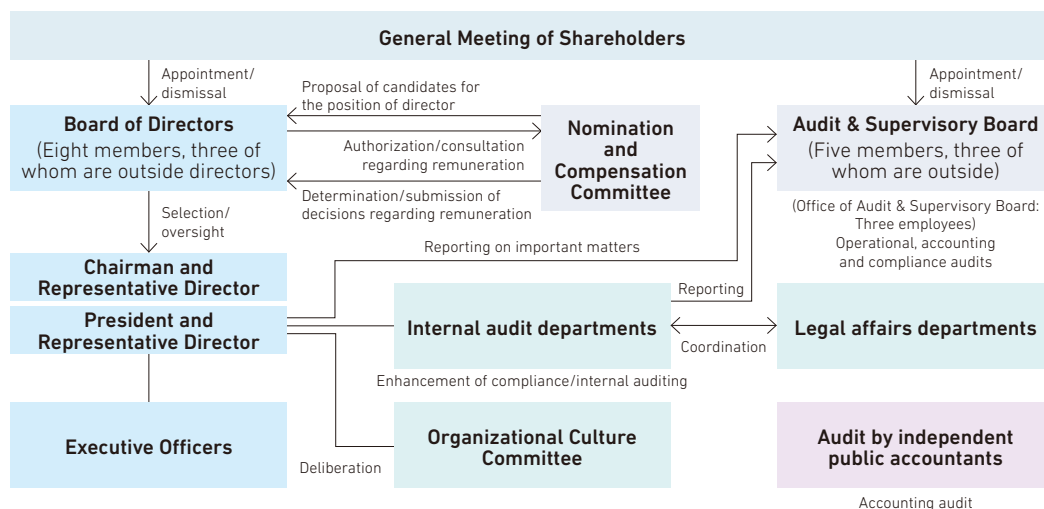 General Meeting of Shareholders
Appointment/
dismissal
Board of Directors
(Eight members, three of
whom are outside directors)
Proposal of candidates for
the position of director
Authorization/consultation
regarding remuneration
Determination/submission of
decisions regarding remuneration
Nomination
and
Compensation
Committee
Appointment/
dismissal
Audit & Supervisory Board
(Five members, three of
whom are outside)
(Office of Audit & Supervisory Board:
Three employees)
Operational, accounting
and compliance audits
Selection/
oversight
Reporting on important matters
Chairman and
Representative Director
President and
Representative Director
Reporting
Internal audit departments
Coordination
Legal affairs departments
Enhancement of compliance/internal auditing
Executive Officers
Deliberation
Organizational Culture
Committee
Audit by independent
public accountants
Accounting audit